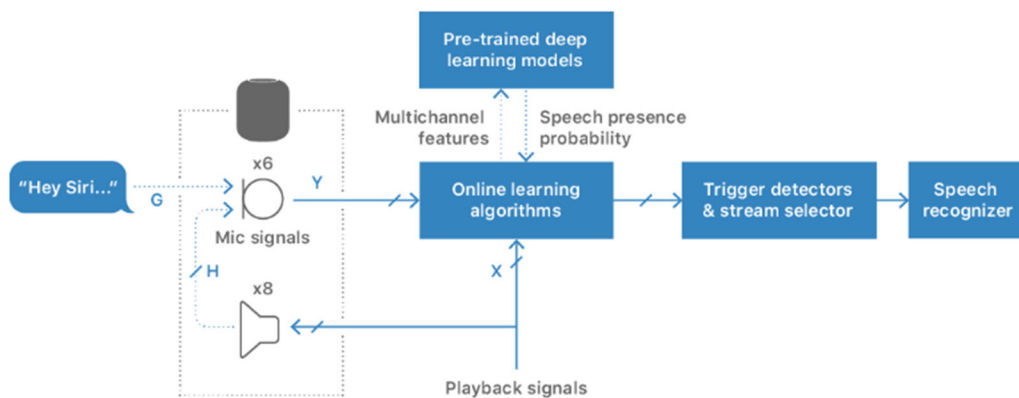 Pre-trained deep
learning models
Multichannel
features
Speech presence
probability
x6
“Hey Siri...”
G
Y
Online learning
algorithms
Trigger detectors
& stream selector
Speech
recognizer
Mic signals
H
X
x8
Playback signals